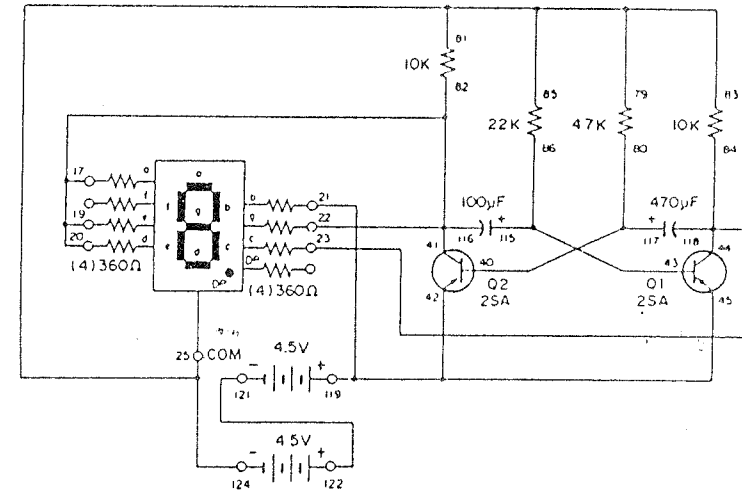 81
10K
82
85
22K
86
79
47K
80
83
10K
84
17
a
f
19
e
20
d
(4)360Ω
a
f
b
g
e
c
d
DP
b
21
g
22
c
23
DP
(4)360Ω
100µF
+
116
115
470µF
+
117
118
41
40
42
Q2
2SA
43
44
Q1
2SA
45
25
COM
4.5V
-
+
121
119
4.5V
-
+
124
122